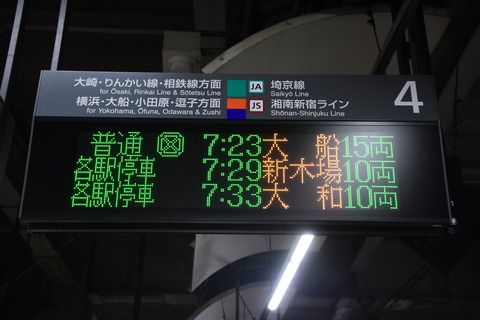 大崎・りんかい線・相鉄線方面 JA 埼京線
for Ōsaki, Rinkai Line & Sōtetsu Line Saikyō Line
横浜・大船・小田原・逗子方面 JS 湘南新宿ライン
for Yokohama, Ōfuna, Odawara & Zushi Shōnan-Shinjuku Line
4
普通 7:23 大船 15両
各駅停車 7:29 新木場 10両
各駅停車 7:33 大和 10両